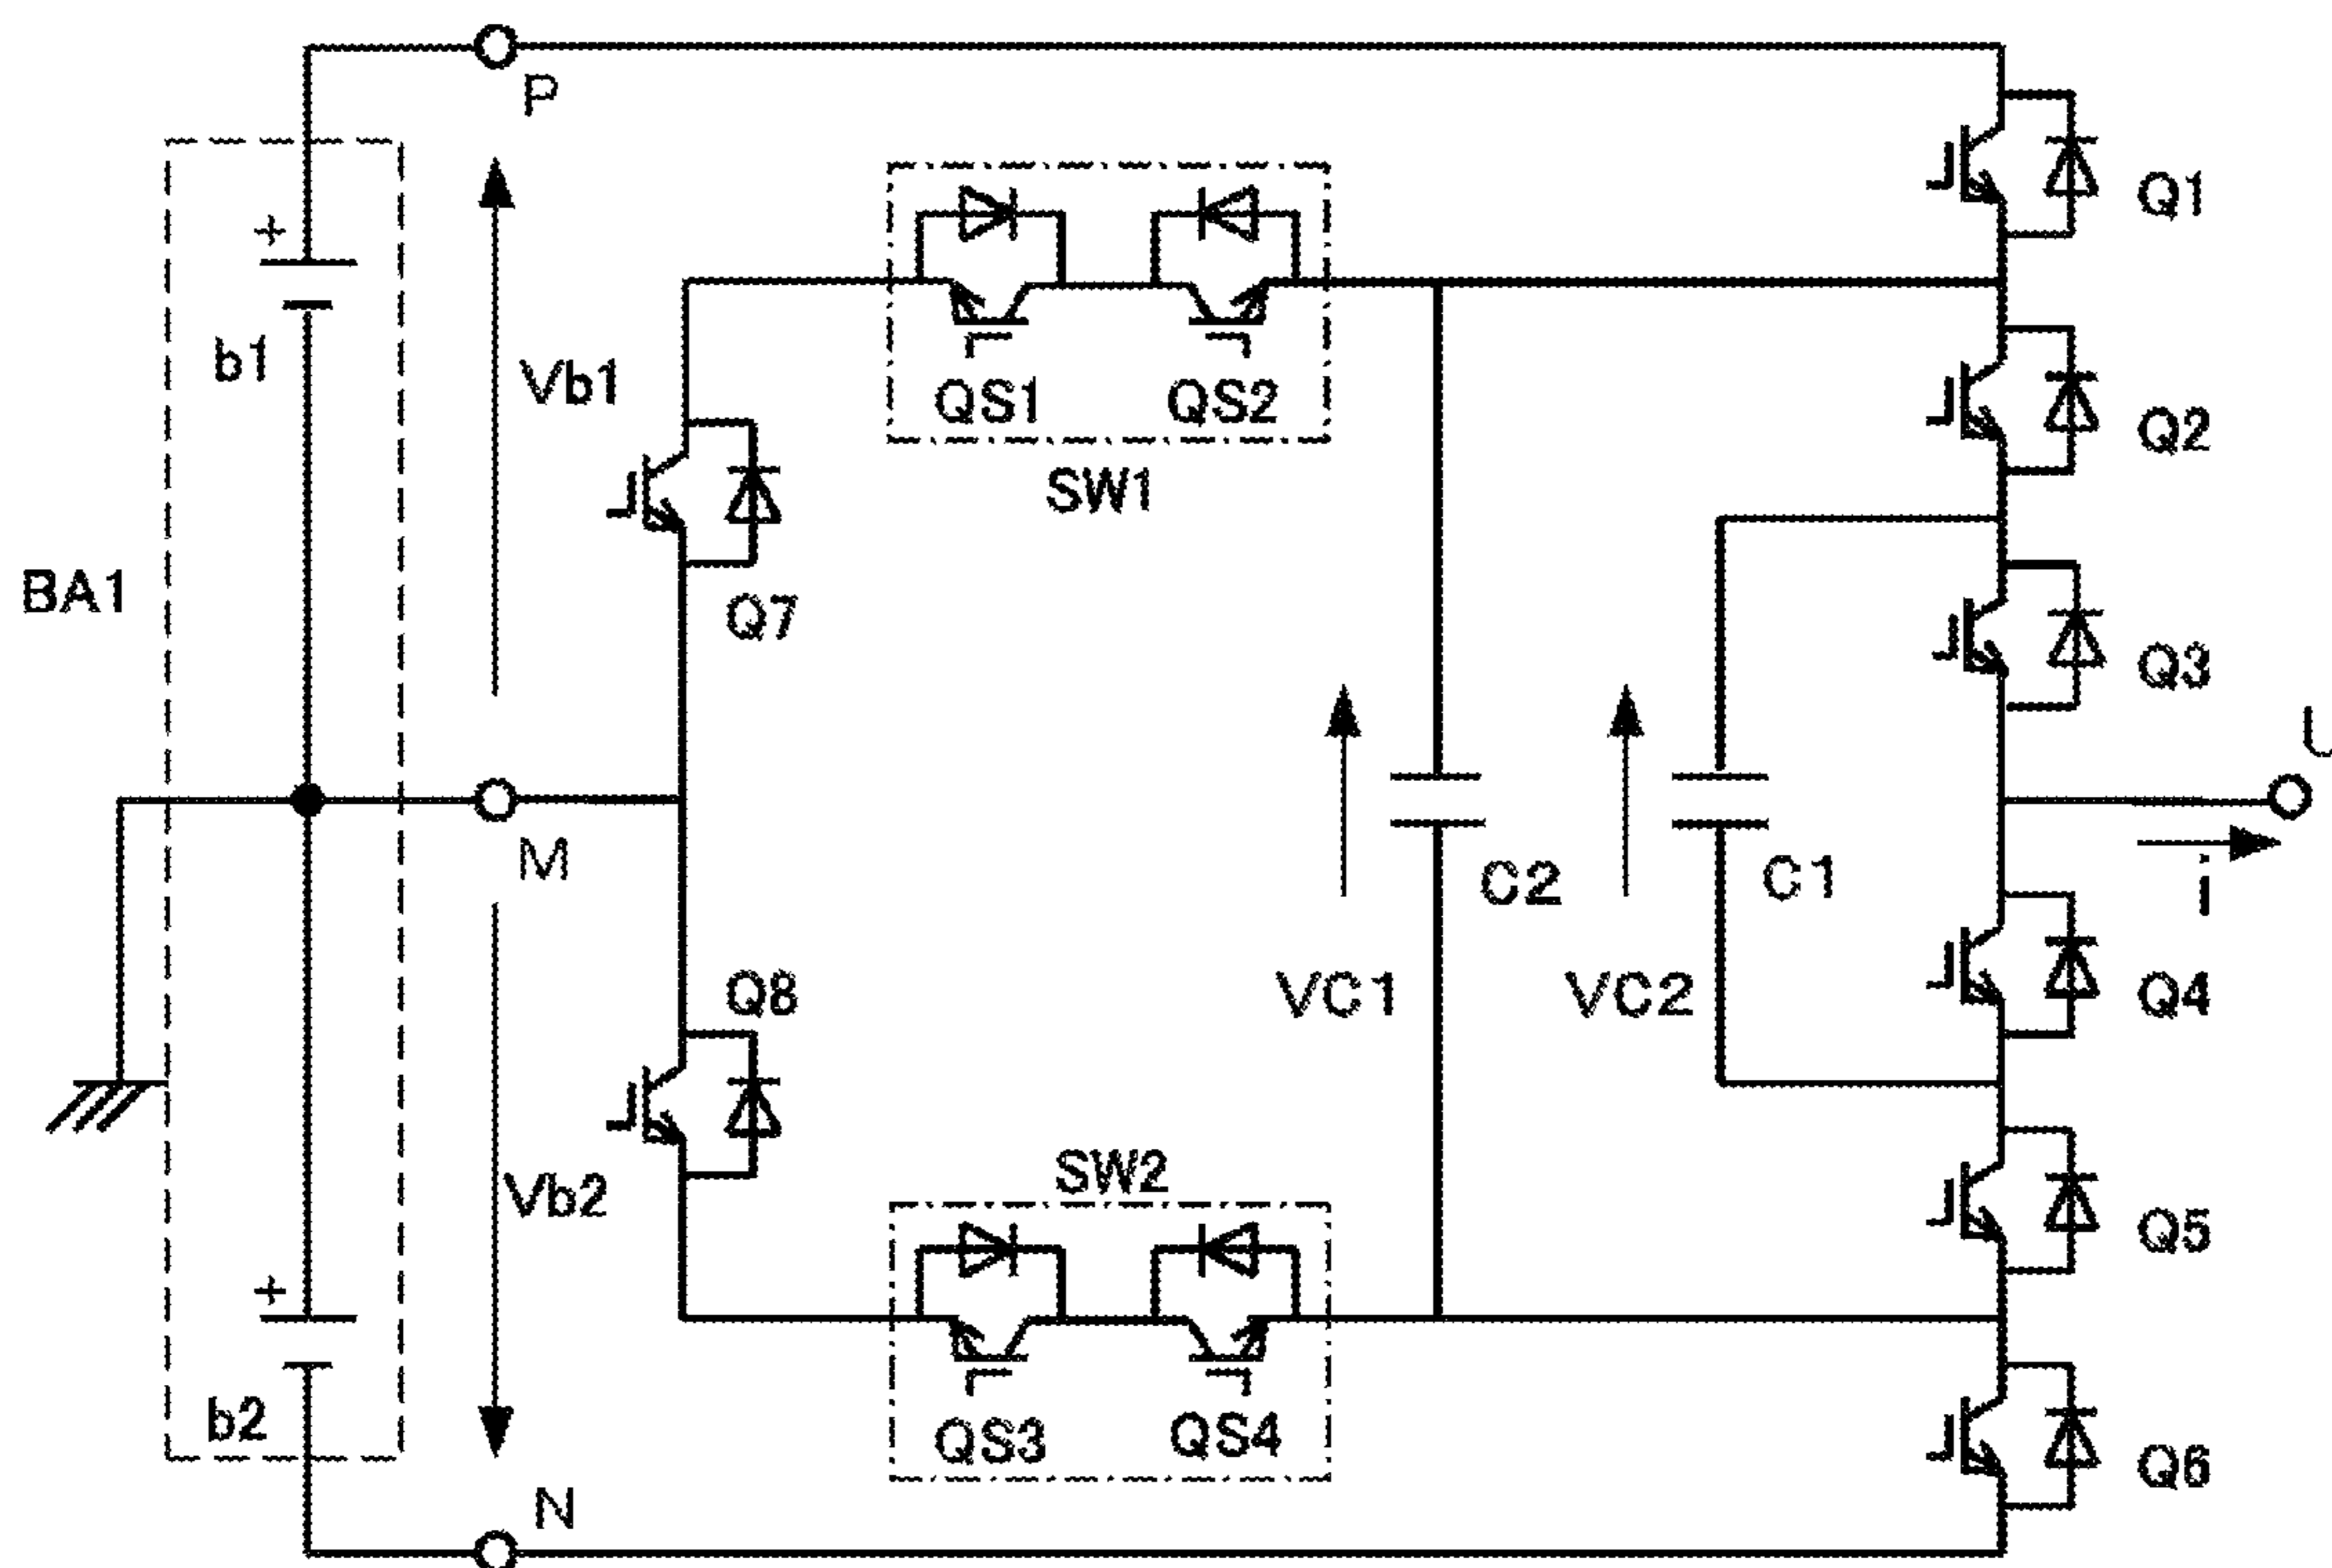 P
Q1
+
b1
Vb1
QS1
QS2
Q2
SW1
BA1
Q7
Q3
U
M
C2
C1
i
Q8
VC1
VC2
Q4
SW2
Vb2
Q5
+
b2
QS3
QS4
Q6
N